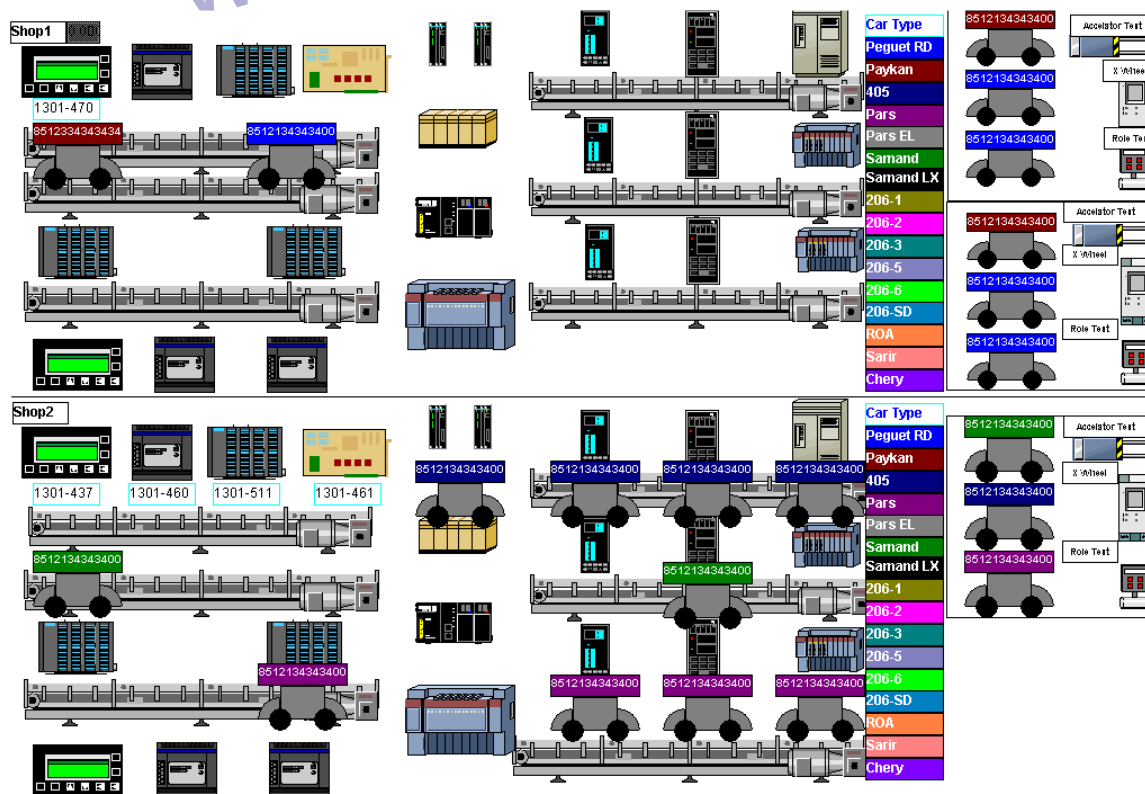 Shop1
1301-470
8512334343434
8512134343400
Car Type
Peguet RD
Paykan
405
Pars
Pars EL
Samand
Samand LX
206-1
206-2
206-3
206-5
206-6
206-SD
ROA
Sarir
Chery
8512134343400
8512134343400
8512134343400
Accelator Test
X Wheel
8512134343400
8512134343400
8512134343400
Accelator Test
X Wheel
Role Test
Shop2
1301-437
1301-460
1301-511
1301-461
8512134343400
8512134343400
8512134343400
8512134343400
8512134343400
8512134343400
8512134343400
8512134343400
8512134343400
8512134343400
Car Type
Peguet RD
Paykan
405
Pars
Pars EL
Samand
Samand LX
206-1
206-2
206-3
206-5
206-6
206-SD
ROA
Sarir
Chery
8512134343400
8512134343400
8512134343400
Accelator Test
X Wheel
Role Test